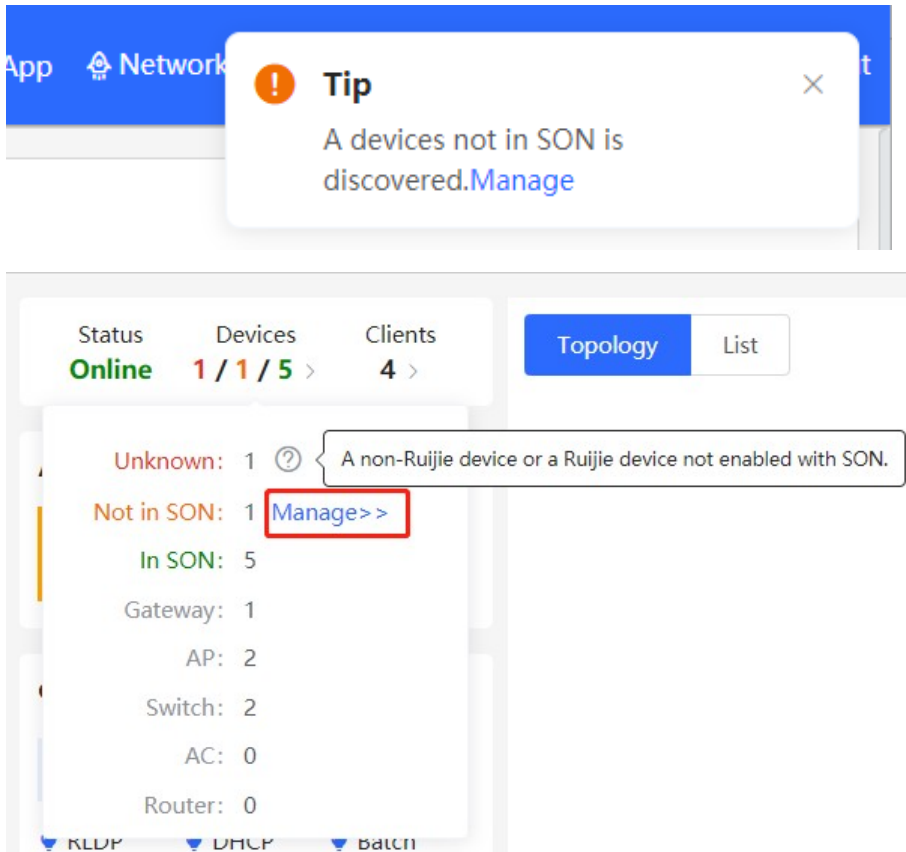 App Network
Tip
t
A devices not in SON is
discovered.Manage
Status Devices Clients
Online 1 / 1 / 5 > 4 >
Topology List
Unknown: 1 A non-Ruijie device or a Ruijie device not enabled with SON.
Not in SON: 1 Manage>>
In SON: 5
Gateway: 1
AP: 2
Switch: 2
AC: 0
Router: 0
RLDP DHCP Batch